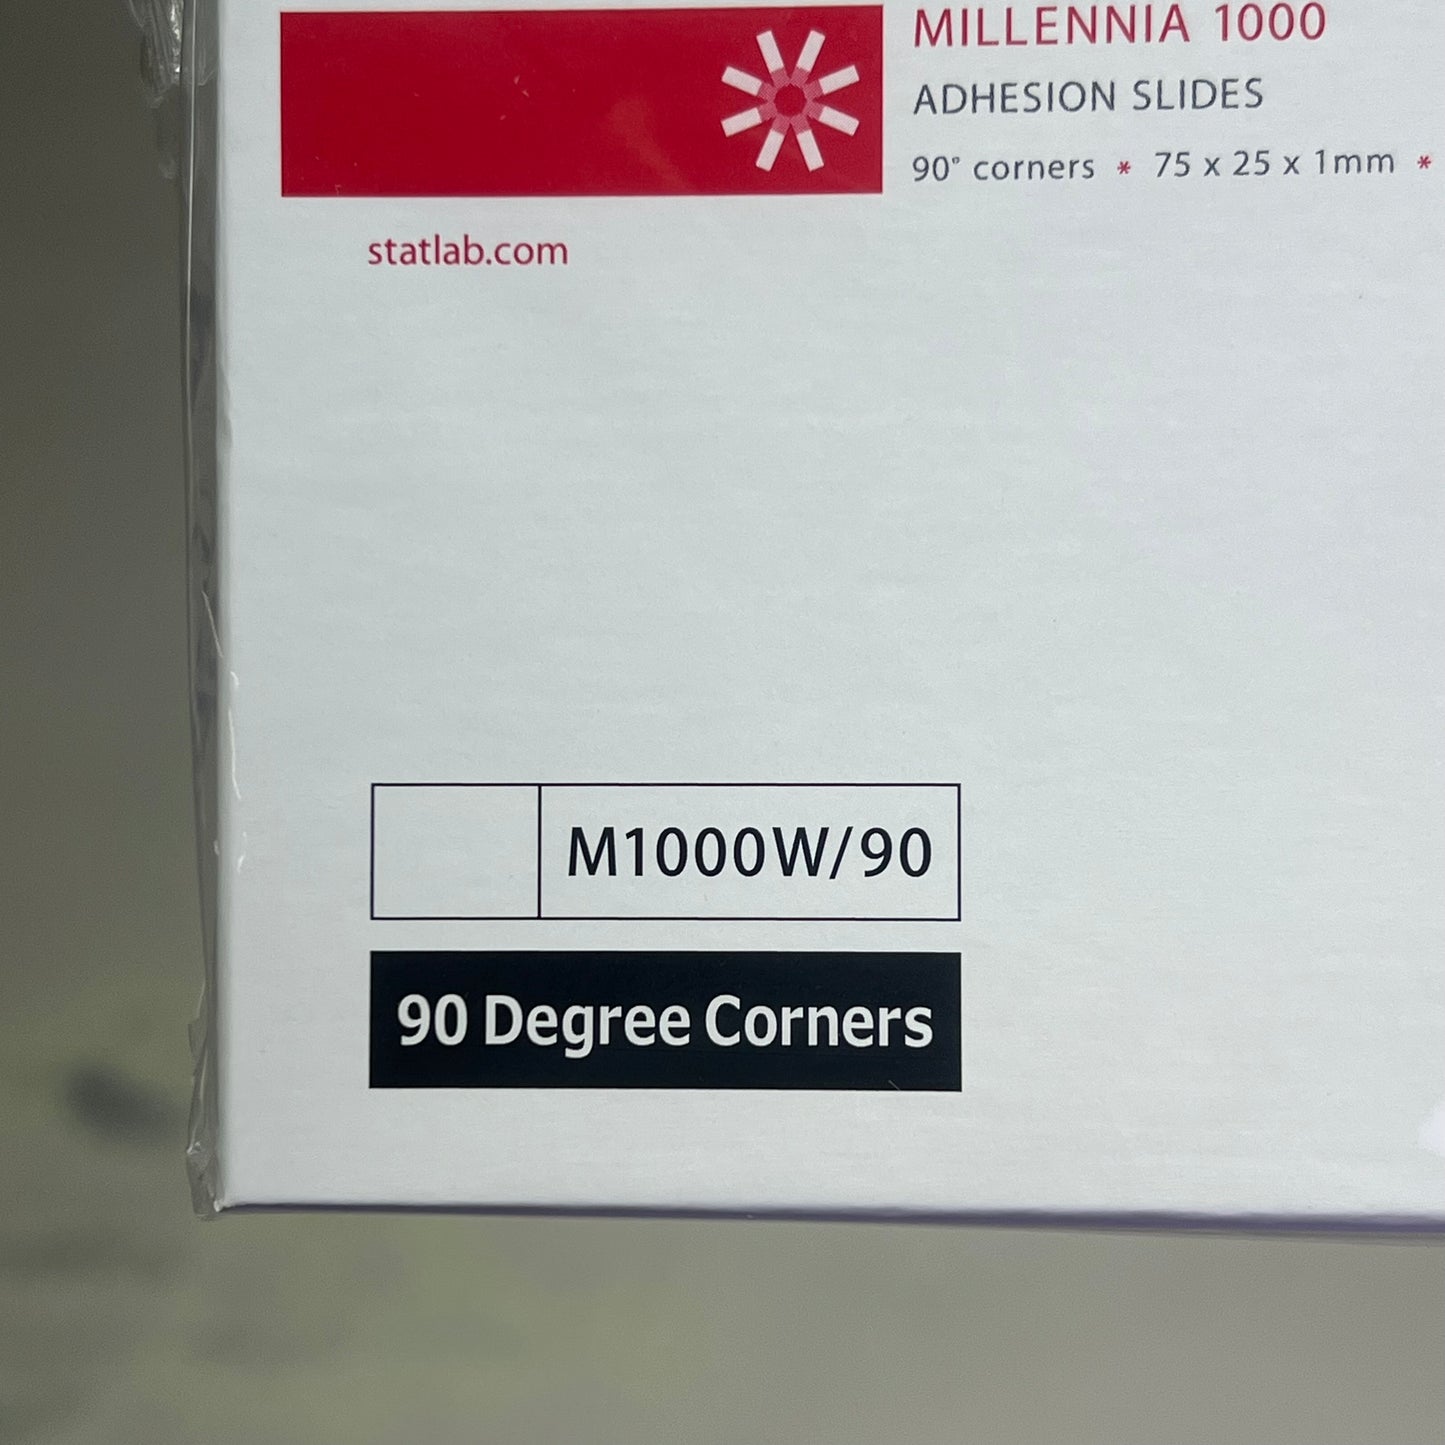 MILLENNIA 1000
ADHESION SLIDES
90° corners * 75 x 25 x 1mm *
statlab.com
M1000W/90
90 Degree Corners